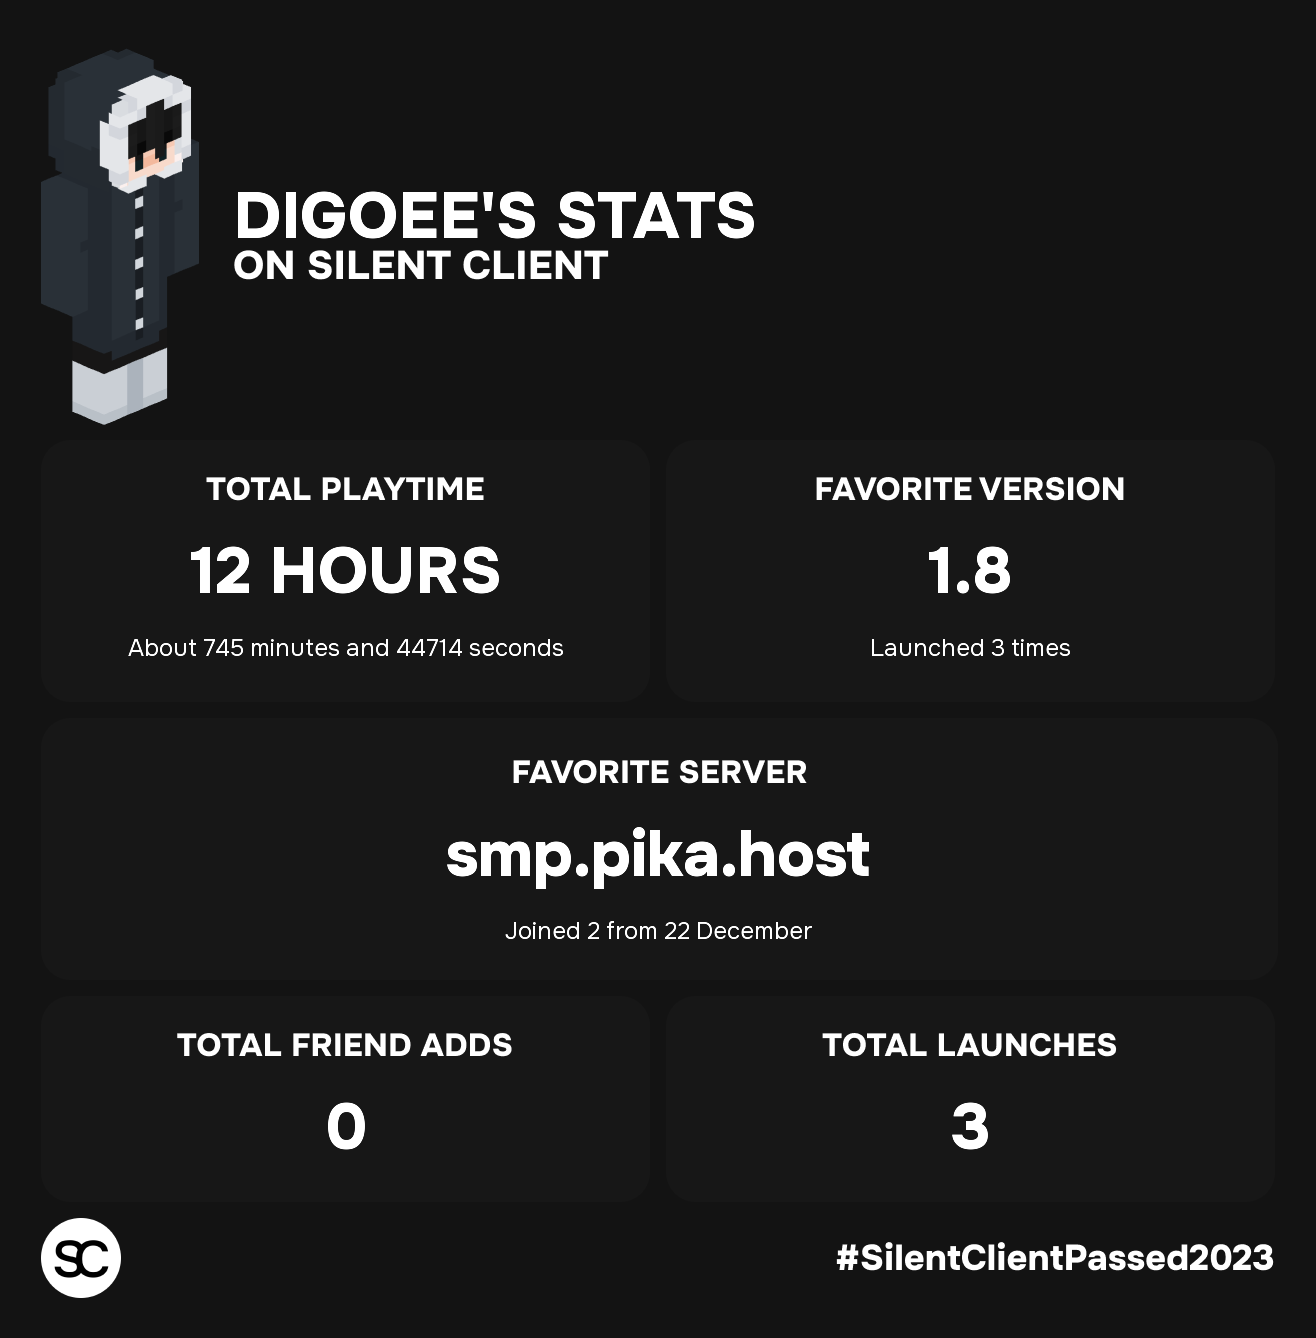 DIGOEE'S STATS
ON SILENT CLIENT
TOTAL PLAYTIME
12 HOURS
About 745 minutes and 44714 seconds
FAVORITE VERSION
1.8
Launched 3 times
FAVORITE SERVER
smp.pika.host
Joined 2 from 22 December
TOTAL FRIEND ADDS
0
TOTAL LAUNCHES
3
SC
#SilentClientPassed2023